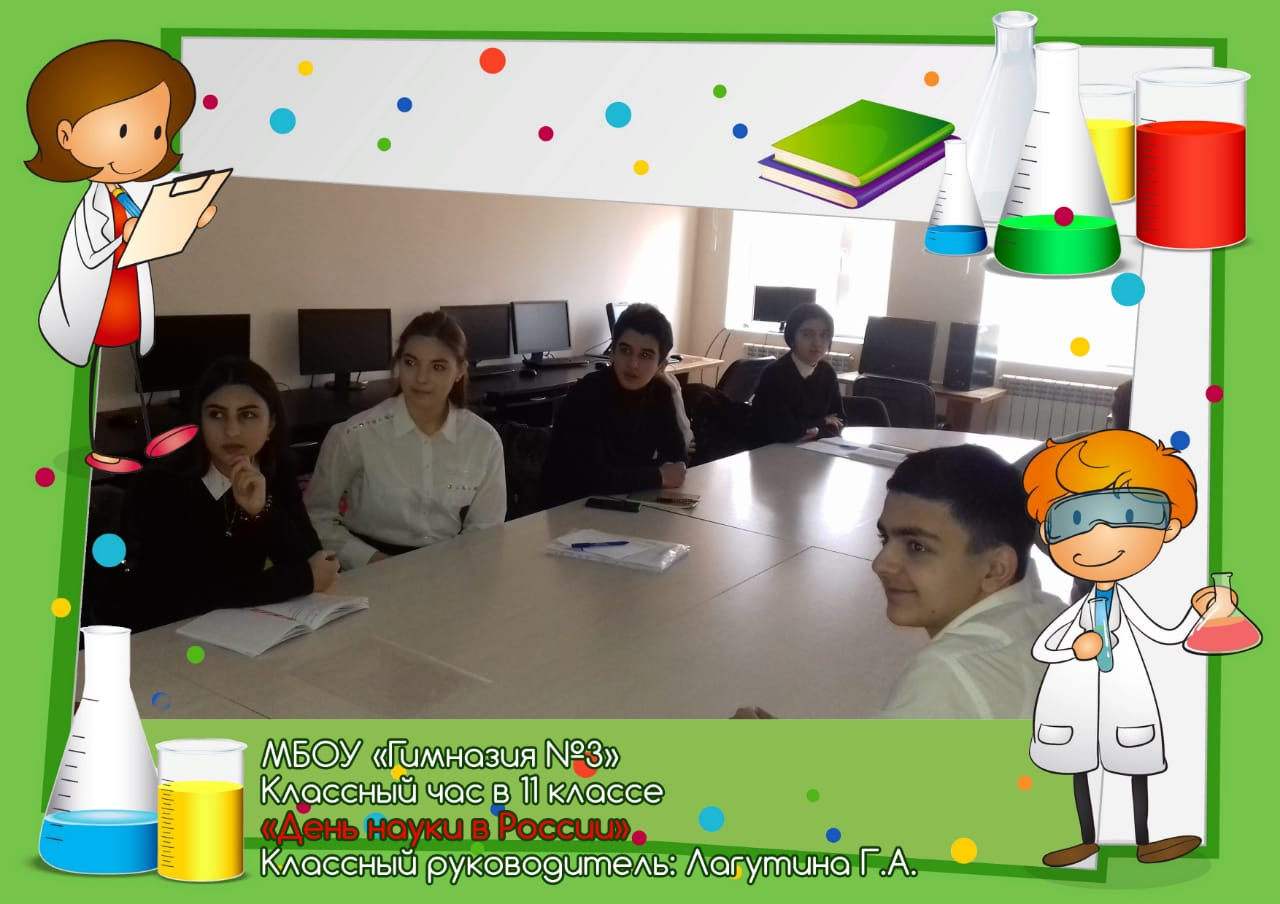 МБОУ «Гимназия №3»
Классный час в 11 классе
«День науки в России»
Классный руководитель: Лагутина Г.А.